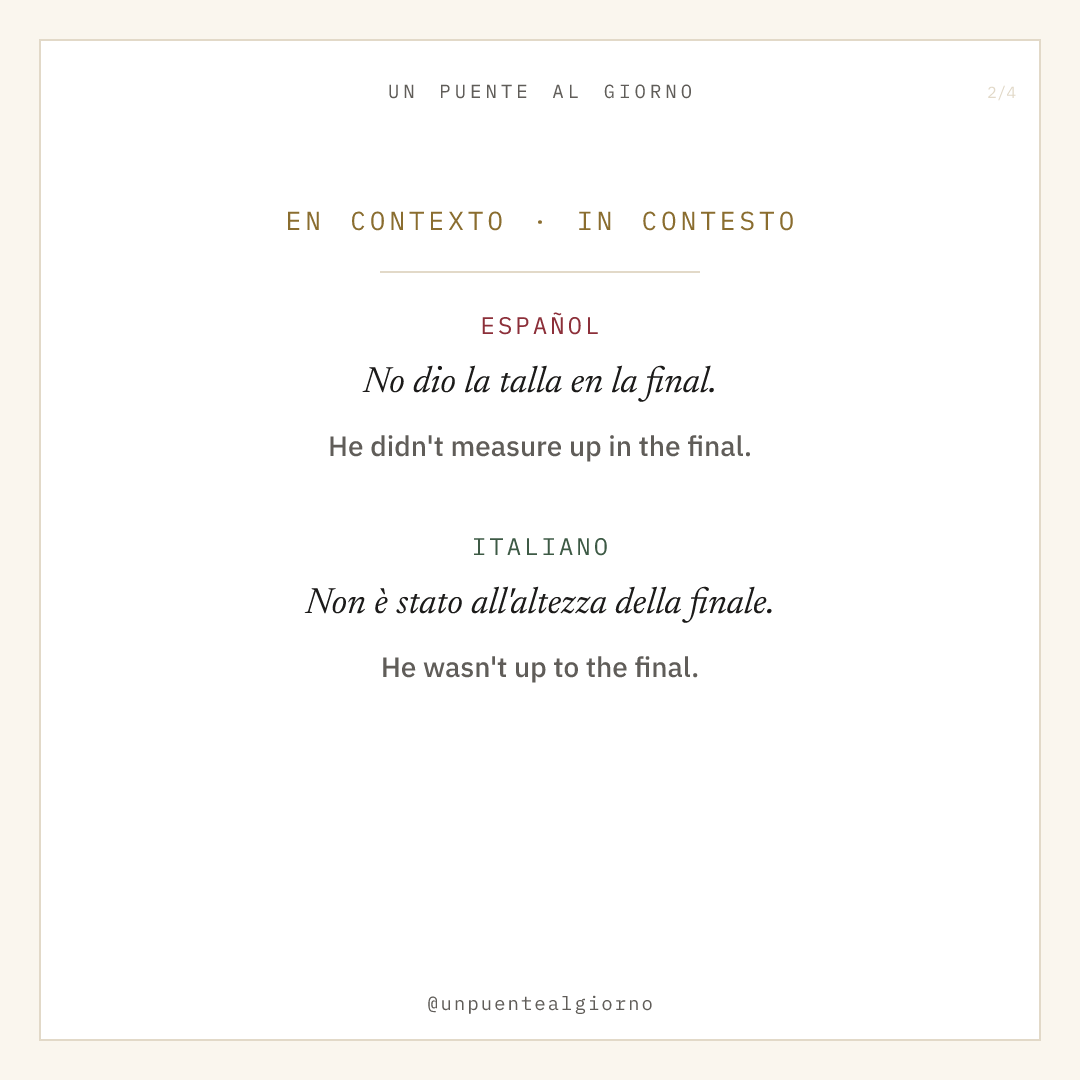 UN PUENTE AL GIORNO
2/4
EN CONTEXTO · IN CONTESTO
ESPAÑOL
No dio la talla en la final.
He didn't measure up in the final.
ITALIANO
Non è stato all'altezza della finale.
He wasn't up to the final.
@unpuentealgiorno